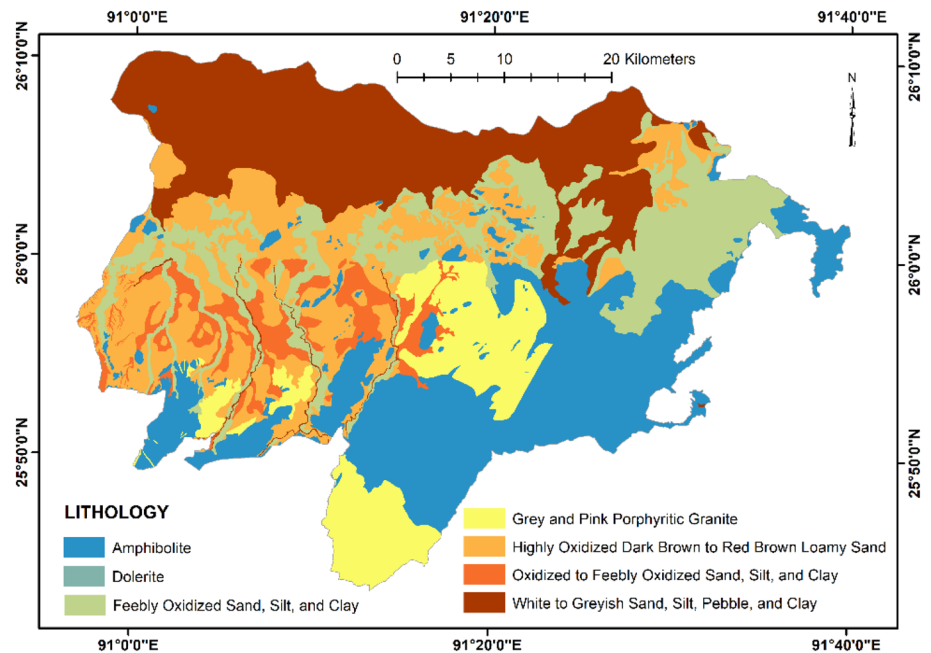 91°0'0"E 91°20'0"E 91°40'0"E
26°10'0"N 26°10'0"N
0 5 10 20 Kilometers
N
26°0'0"N 26°0'0"N
25°50'0"N 25°50'0"N
LITHOLOGY
Amphibolite
Dolerite
Feebly Oxidized Sand, Silt, and Clay
Grey and Pink Porphyritic Granite
Highly Oxidized Dark Brown to Red Brown Loamy Sand
Oxidized to Feebly Oxidized Sand, Silt, and Clay
White to Greyish Sand, Silt, Pebble, and Clay
91°0'0"E 91°20'0"E 91°40'0"E